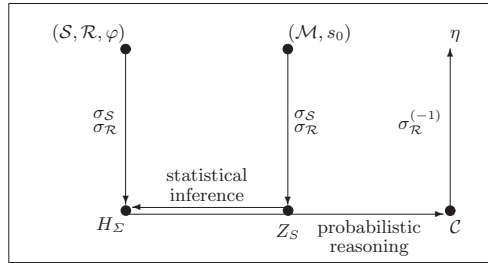 (𝒮, ℛ, φ) (ℳ, s₀) η
σ_𝒮 σ_𝒮 σ_ℛ^(-1)
σ_ℛ σ_ℛ
statistical
inference
H_Σ Z_S 𝒞
probabilistic
reasoning